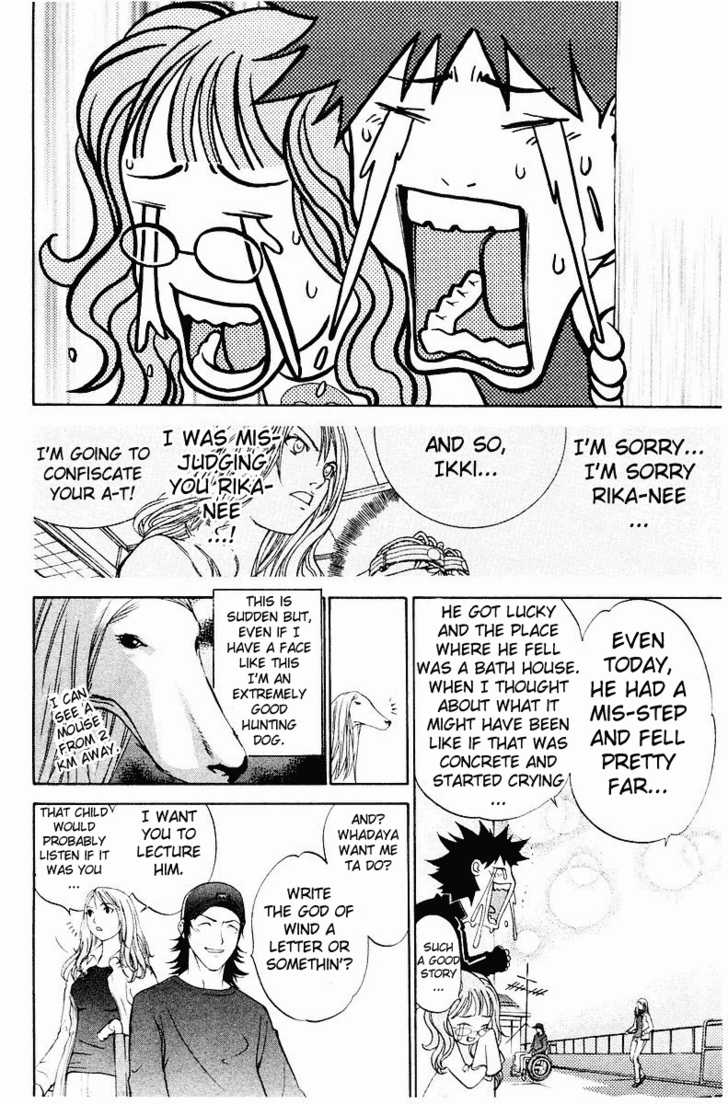 I'M SORRY...
I'M SORRY
RIKA-NEE
...
AND SO,
IKKI...
I WAS MIS-
JUDGING
YOU RIKA-
NEE
...!
I'M GOING TO
CONFISCATE
YOUR A-T!
EVEN
TODAY,
HE HAD A
MIS-STEP
AND FELL
PRETTY
FAR...
HE GOT LUCKY
AND THE PLACE
WHERE HE FELL
WAS A BATH HOUSE.
WHEN I THOUGHT
ABOUT WHAT IT
MIGHT HAVE BEEN
LIKE IF THAT WAS
CONCRETE AND
STARTED CRYING
...
SUCH
A GOOD
STORY
...
THIS IS
SUDDEN BUT,
EVEN IF I
HAVE A FACE
LIKE THIS
I'M AN
EXTREMELY
GOOD
HUNTING
DOG.
I CAN
SEE A
MOUSE
FROM 2
KM AWAY.
AND?
WHADAYA
WANT ME
TA DO?
WRITE
THE GOD OF
WIND A
LETTER OR
SOMETHIN'?
I WANT
YOU TO
LECTURE
HIM.
THAT CHILD
WOULD
PROBABLY
LISTEN IF IT
WAS YOU
...